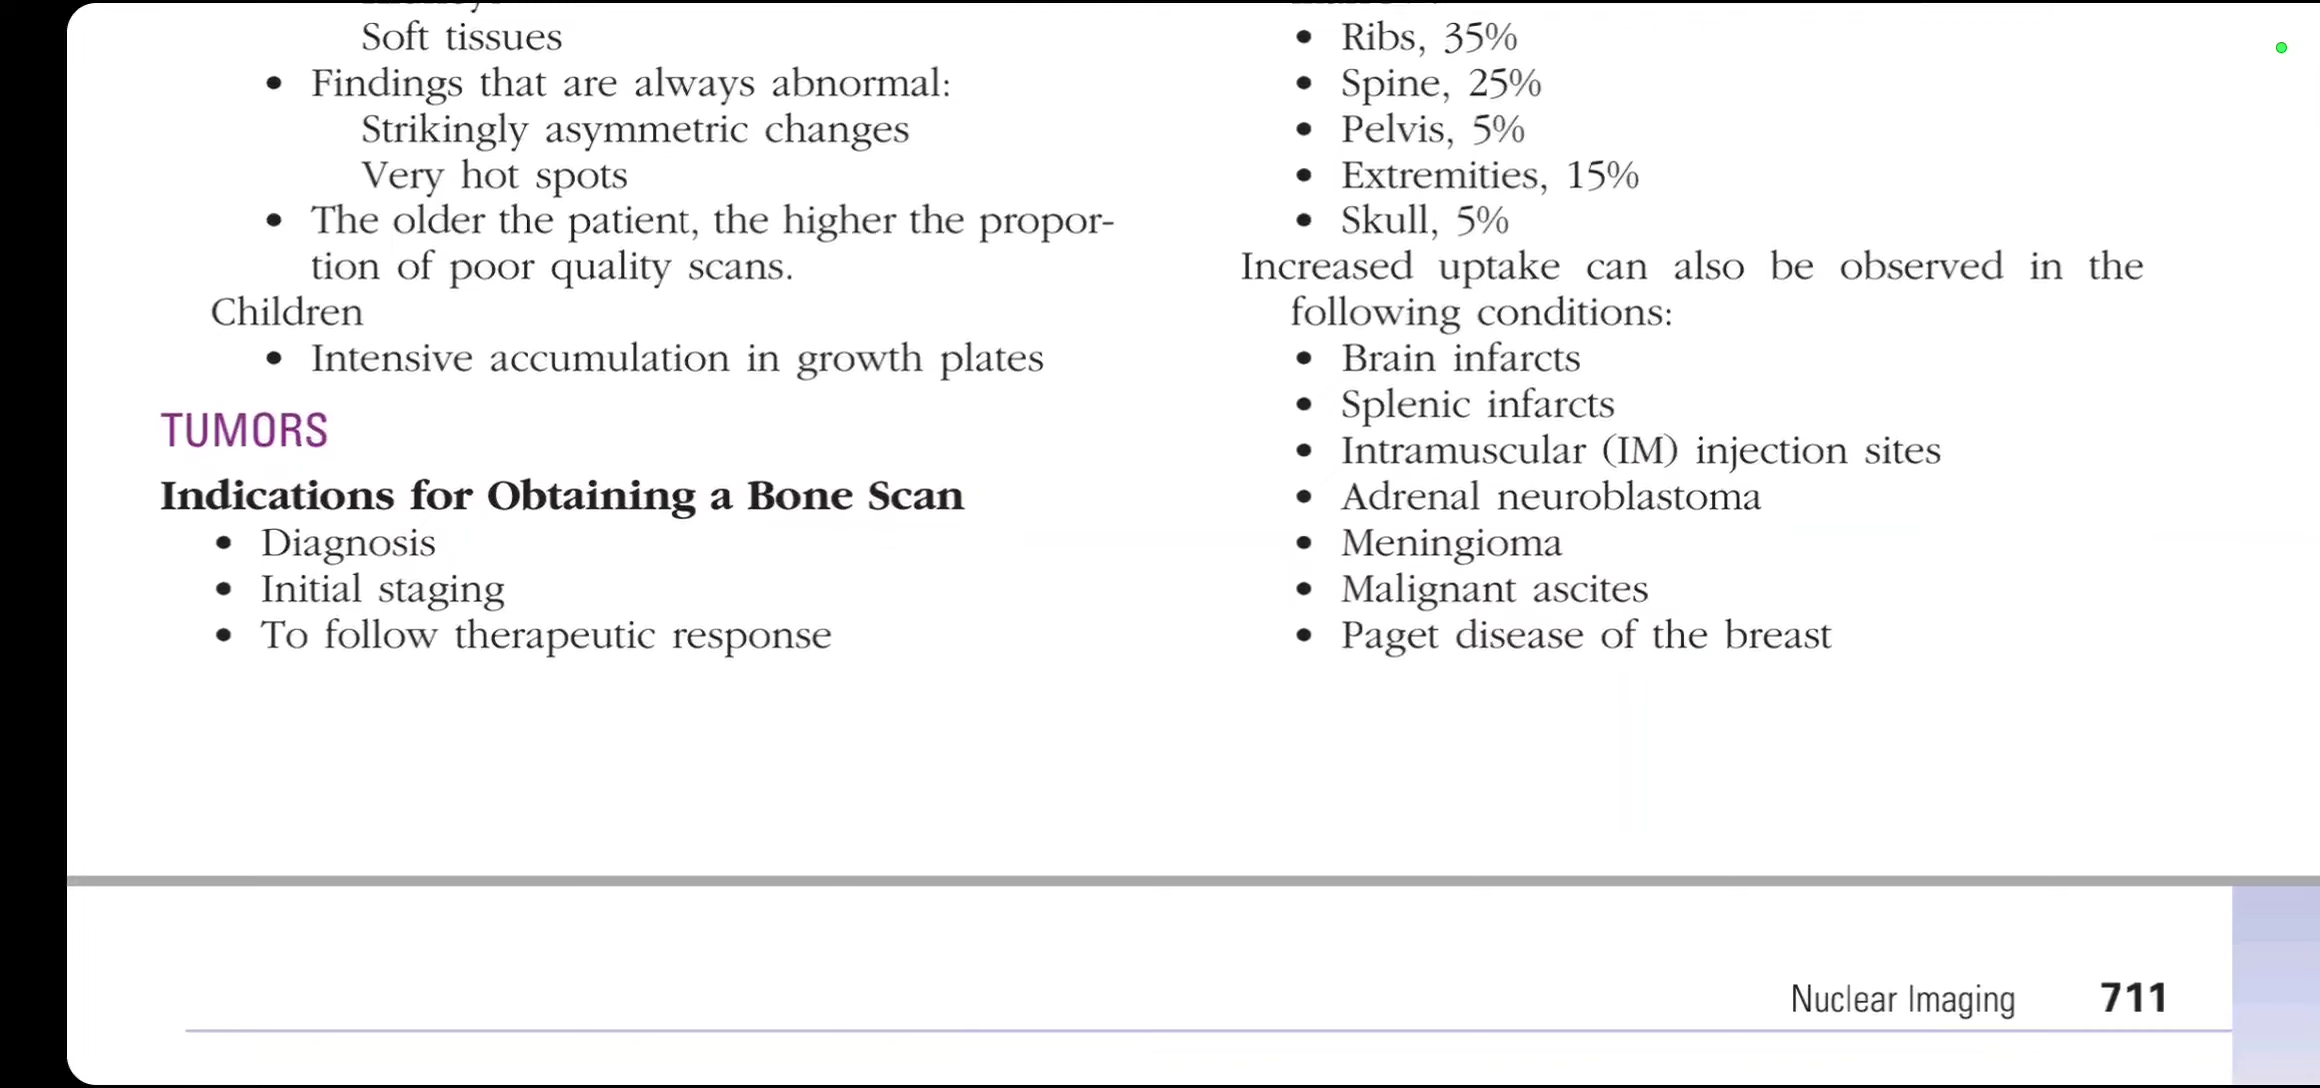 Soft tissues
• Findings that are always abnormal:
Strikingly asymmetric changes
Very hot spots
• The older the patient, the higher the propor-
tion of poor quality scans.
Children
• Intensive accumulation in growth plates
TUMORS
Indications for Obtaining a Bone Scan
• Diagnosis
• Initial staging
• To follow therapeutic response
• Ribs, 35%
• Spine, 25%
• Pelvis, 5%
• Extremities, 15%
• Skull, 5%
Increased uptake can also be observed in the
following conditions:
• Brain infarcts
• Splenic infarcts
• Intramuscular (IM) injection sites
• Adrenal neuroblastoma
• Meningioma
• Malignant ascites
• Paget disease of the breast
Nuclear Imaging 711